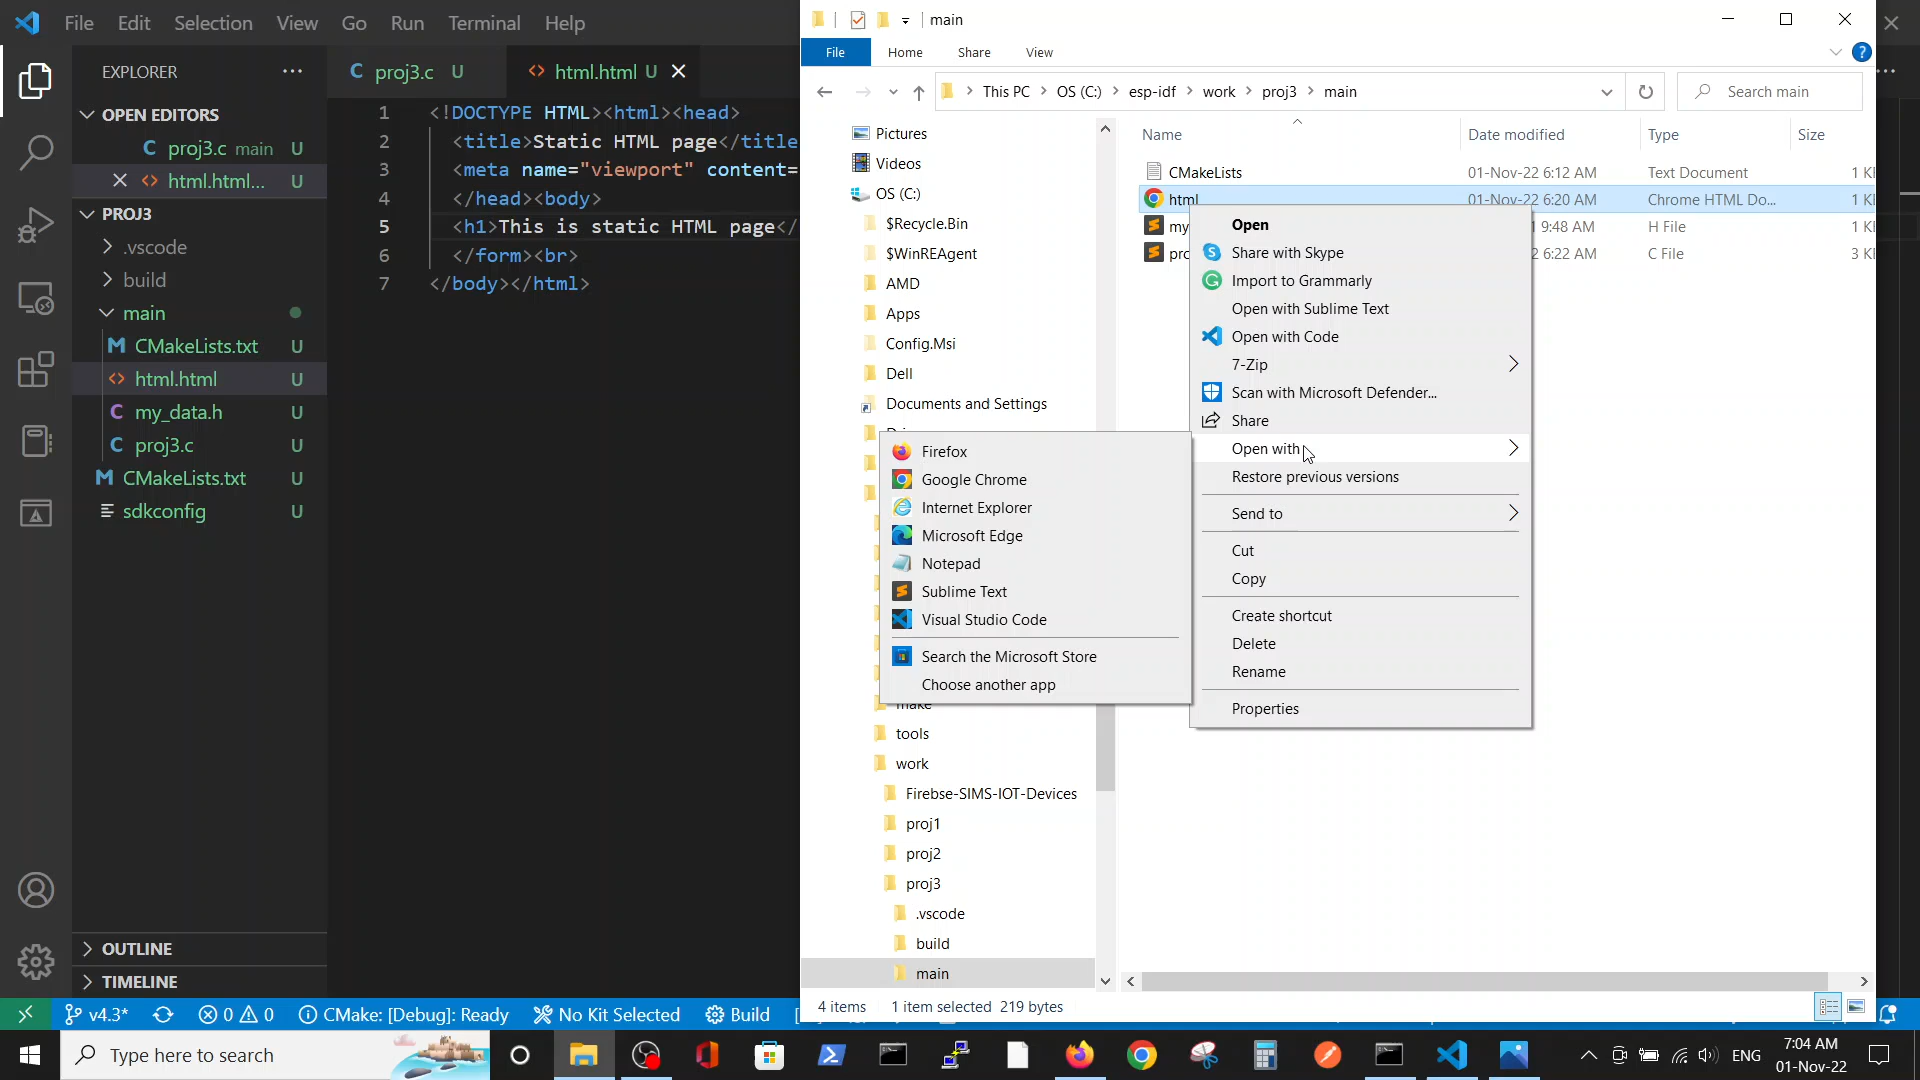 File Edit Selection View Go Run Terminal Help
EXPLORER
OPEN EDITORS
proj3.c main U
html.html... U
PROJ3
.vscode
build
main
CMakeLists.txt U
html.html U
my_data.h U
proj3.c U
CMakeLists.txt U
sdkconfig U
OUTLINE
TIMELINE
proj3.c U
html.html U
1 <!DOCTYPE HTML><html><head>
2 <title>Static HTML page</title
3 <meta name="viewport" content=
4 </head><body>
5 <h1>This is static HTML page</
6 </form><br>
7 </body></html>
main
File Home Share View
This PC > OS (C:) > esp-idf > work > proj3 > main
Search main
Pictures
Videos
OS (C:)
$Recycle.Bin
$WinREAgent
AMD
Apps
Config.Msi
Dell
Documents and Settings
make
tools
work
Firebse-SIMS-IOT-Devices
proj1
proj2
proj3
.vscode
build
main
Name Date modified Type Size
CMakeLists 01-Nov-22 6:12 AM Text Document 1 K
html 01-Nov-22 6:20 AM Chrome HTML Do... 1 K
my 9:48 AM H File 1 K
pro 2 6:22 AM C File 3 K
Open
Share with Skype
Import to Grammarly
Open with Sublime Text
Open with Code
7-Zip
Scan with Microsoft Defender...
Share
Open with
Restore previous versions
Send to
Cut
Copy
Create shortcut
Delete
Rename
Properties
Firefox
Google Chrome
Internet Explorer
Microsoft Edge
Notepad
Sublime Text
Visual Studio Code
Search the Microsoft Store
Choose another app
4 items 1 item selected 219 bytes
v4.3* 0 0 CMake: [Debug]: Ready No Kit Selected Build
Type here to search
ENG
7:04 AM
01-Nov-22